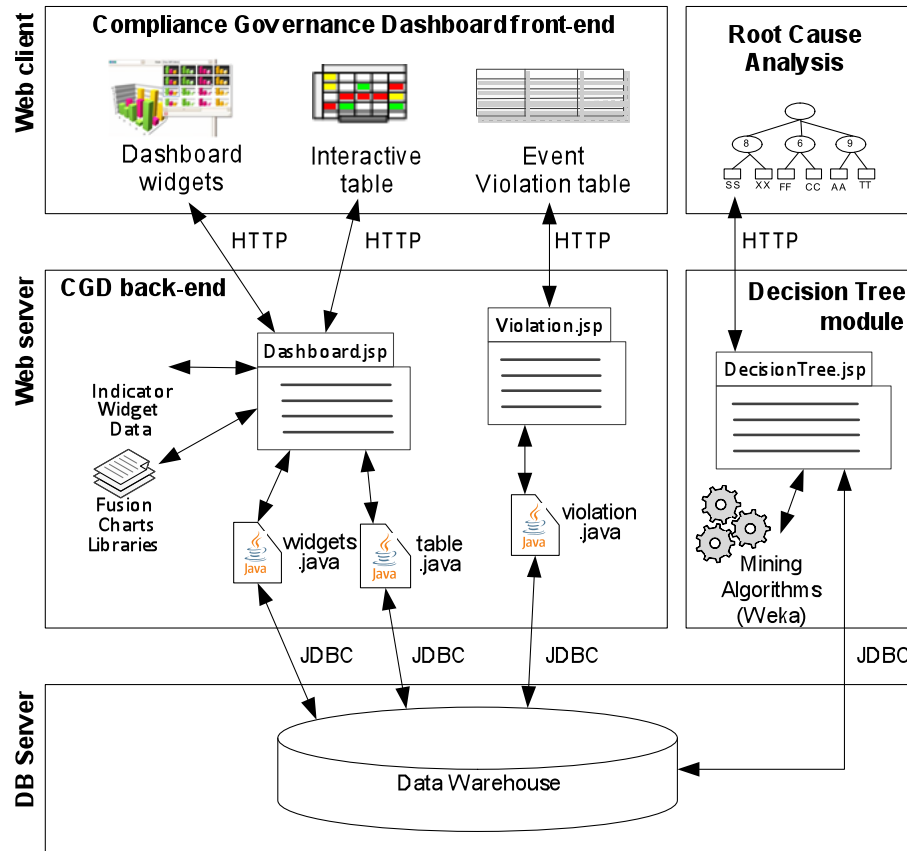 Web client
Compliance Governance Dashboard front-end
Dashboard
widgets
Interactive
table
Event
Violation table
Root Cause
Analysis
8
6
9
SS
XX
FF
CC
AA
TT
HTTP
HTTP
HTTP
HTTP
Web server
CGD back-end
Dashboard.jsp
Indicator
Widget
Data
Fusion
Charts
Libraries
Java
widgets
.java
Java
table
.java
Violation.jsp
Java
violation
.java
Decision Tree
module
DecisionTree.jsp
Mining
Algorithms
(Weka)
JDBC
JDBC
JDBC
JDBC
DB Server
Data Warehouse